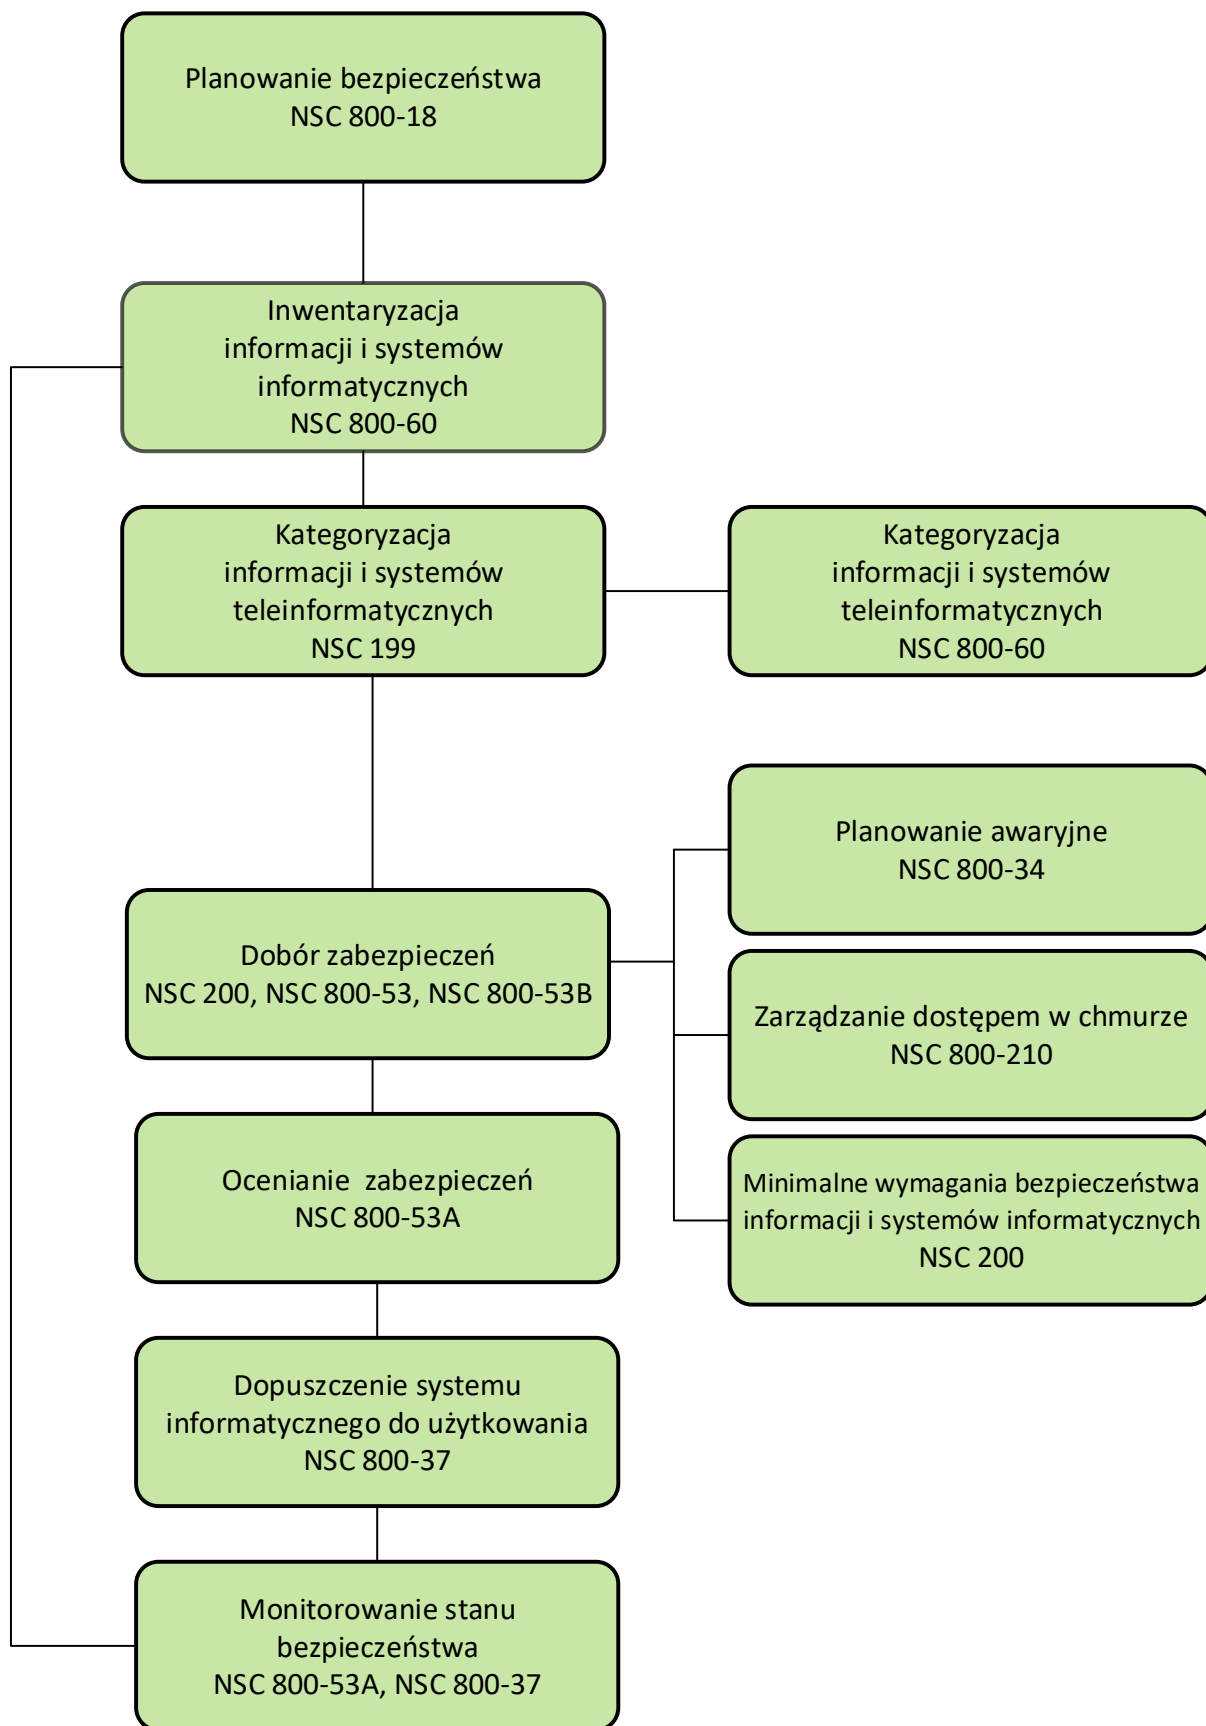 Planowanie bezpieczeństwa
NSC 800-18
Inwentaryzacja
informacji i systemów
informatycznych
NSC 800-60
Kategoryzacja
informacji i systemów
teleinformatycznych
NSC 199
Kategoryzacja
informacji i systemów
teleinformatycznych
NSC 800-60
Planowanie awaryjne
NSC 800-34
Dobór zabezpieczeń
NSC 200, NSC 800-53, NSC 800-53B
Zarządzanie dostępem w chmurze
NSC 800-210
Minimalne wymagania bezpieczeństwa
informacji i systemów informatycznych
NSC 200
Ocenianie  zabezpieczeń
NSC 800-53A
Dopuszczenie systemu
informatycznego do użytkowania
NSC 800-37
Monitorowanie stanu
bezpieczeństwa
NSC 800-53A, NSC 800-37